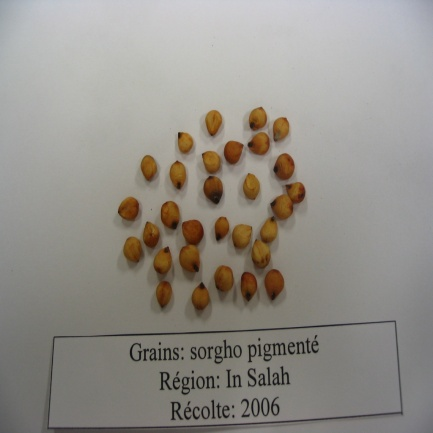 Grains: sorgho pigmenté
Région: In Salah
Récolte: 2006